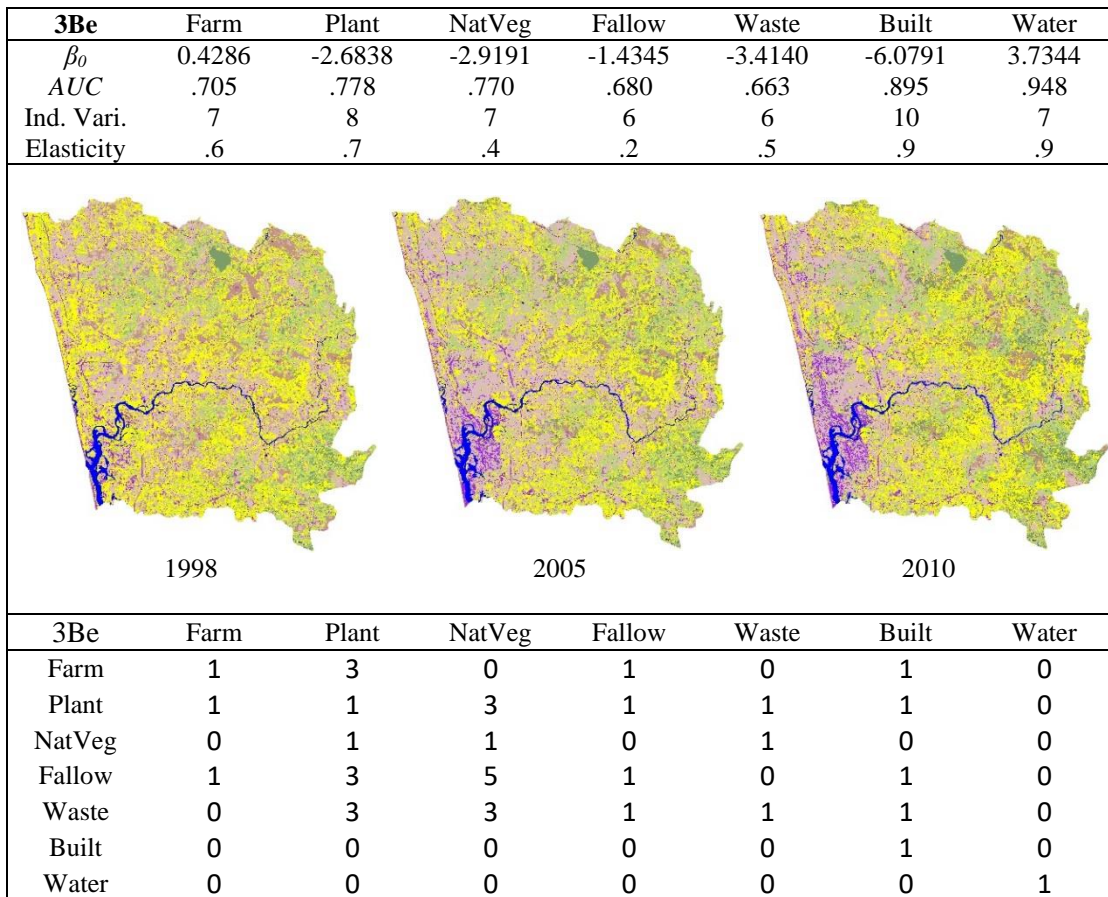 3Be Farm Plant NatVeg Fallow Waste Built Water
β0 0.4286 -2.6838 -2.9191 -1.4345 -3.4140 -6.0791 3.7344
AUC .705 .778 .770 .680 .663 .895 .948
Ind. Vari. 7 8 7 6 6 10 7
Elasticity .6 .7 .4 .2 .5 .9 .9
1998 2005 2010
3Be Farm Plant NatVeg Fallow Waste Built Water
Farm 1 3 0 1 0 1 0
Plant 1 1 3 1 1 1 0
NatVeg 0 1 1 0 1 0 0
Fallow 1 3 5 1 0 1 0
Waste 0 3 3 1 1 1 0
Built 0 0 0 0 0 1 0
Water 0 0 0 0 0 0 1